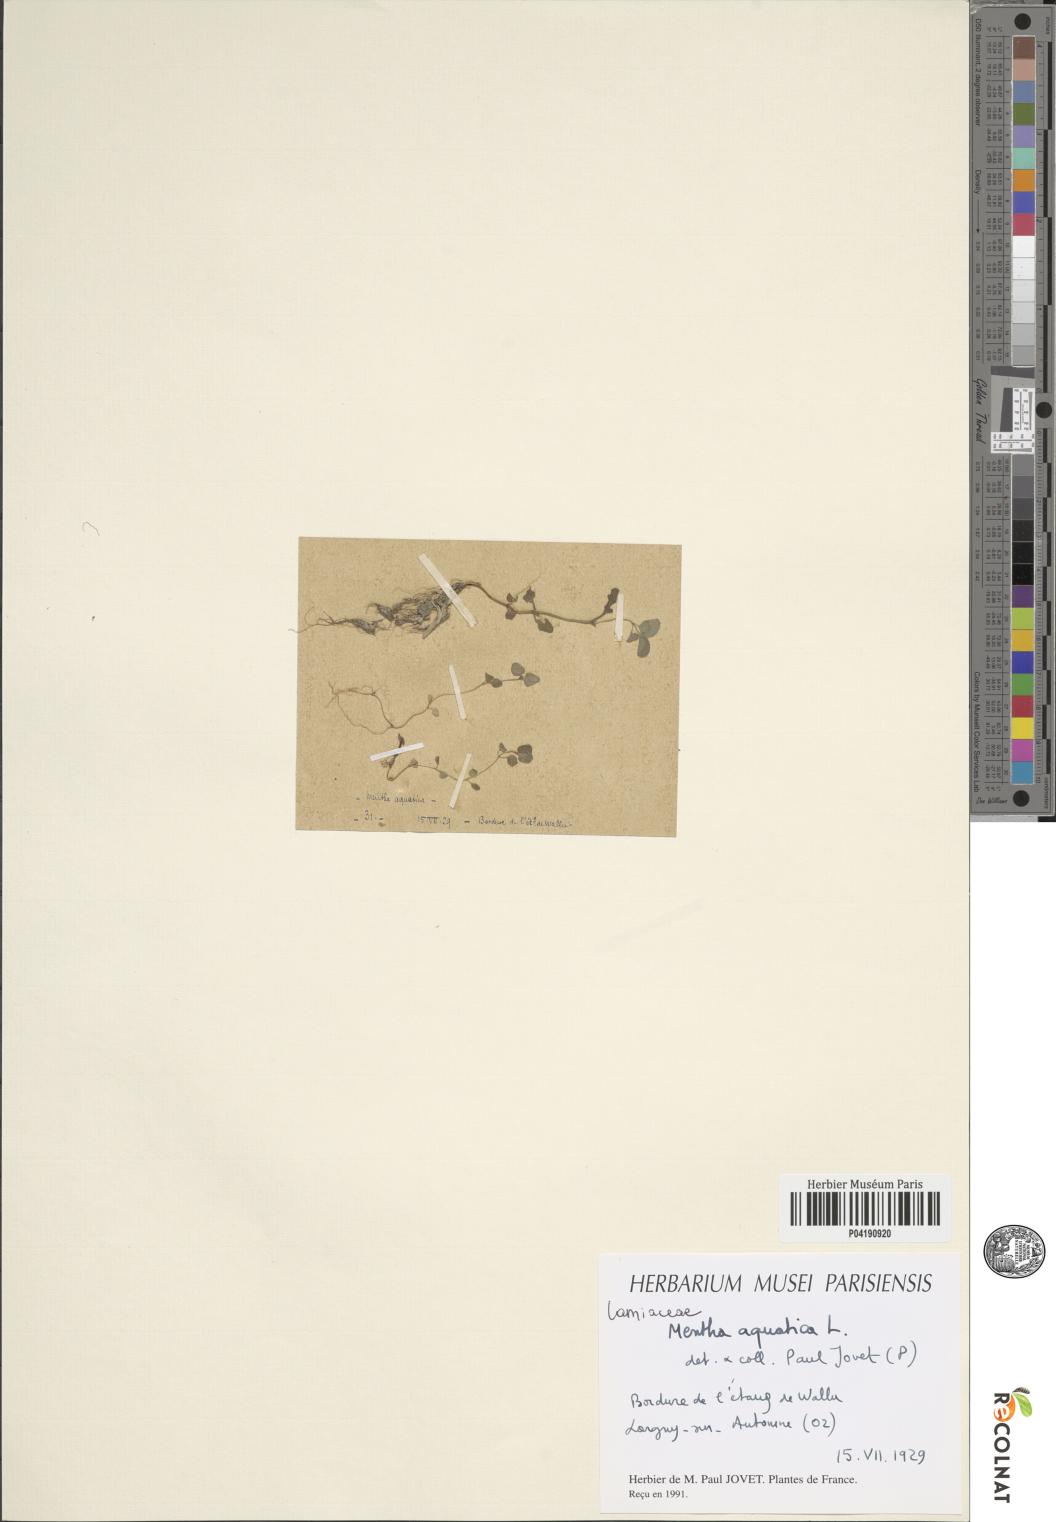 - Mentha aquatica -
- 31. - 15.VII.29 - Bordure de l'ét^g de Wallu -
Herbier Muséum Paris
P04190920
HERBARIUM MUSEI PARISIENSIS
Lamiaceae
Mentha aquatica L.
det. & coll. Paul Jovet (P)
Bordure de l'étang de Wallu
Largny-sur-Automne (02)
15.VII.1929
Herbier de M. Paul JOVET. Plantes de France.
Reçu en 1991.
D50 Illuminant, 2 degree observer
Density
Golden Thread
Colors by Munsell Color Services Lab
RECOLNAT